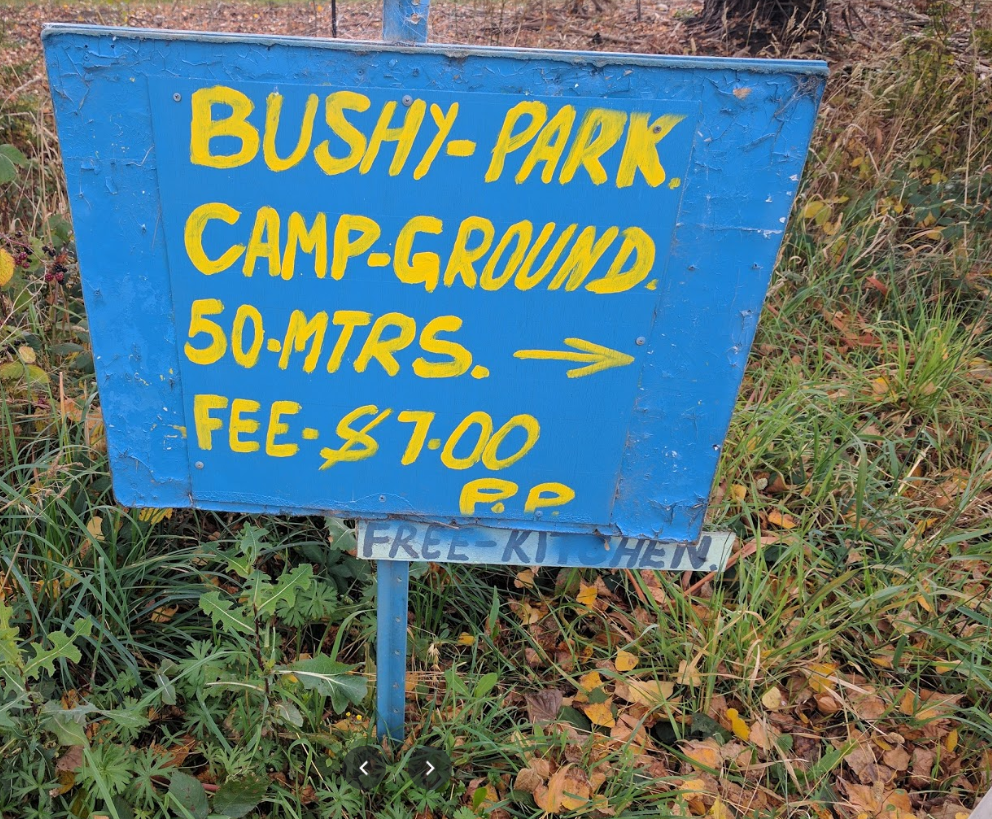 BUSHY-PARK.
CAMP-GROUND.
50-MTRS. →
FEE-$7.00
P.P.
FREE-KITCHEN.